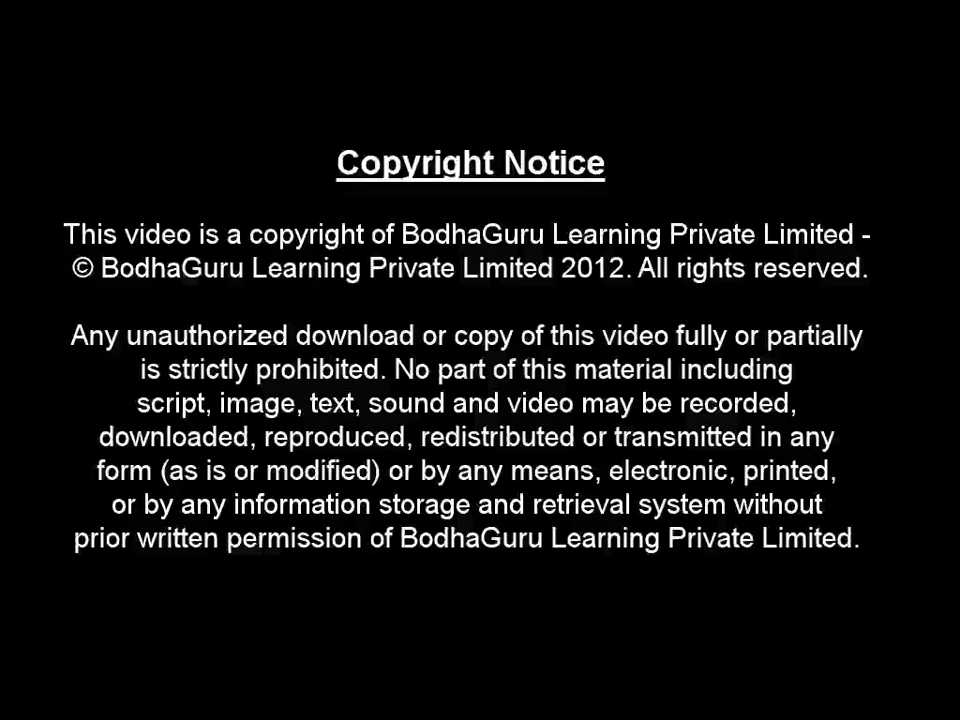 Copyright Notice
This video is a copyright of BodhaGuru Learning Private Limited -
© BodhaGuru Learning Private Limited 2012. All rights reserved.
Any unauthorized download or copy of this video fully or partially
is strictly prohibited. No part of this material including
script, image, text, sound and video may be recorded,
downloaded, reproduced, redistributed or transmitted in any
form (as is or modified) or by any means, electronic, printed,
or by any information storage and retrieval system without
prior written permission of BodhaGuru Learning Private Limited.